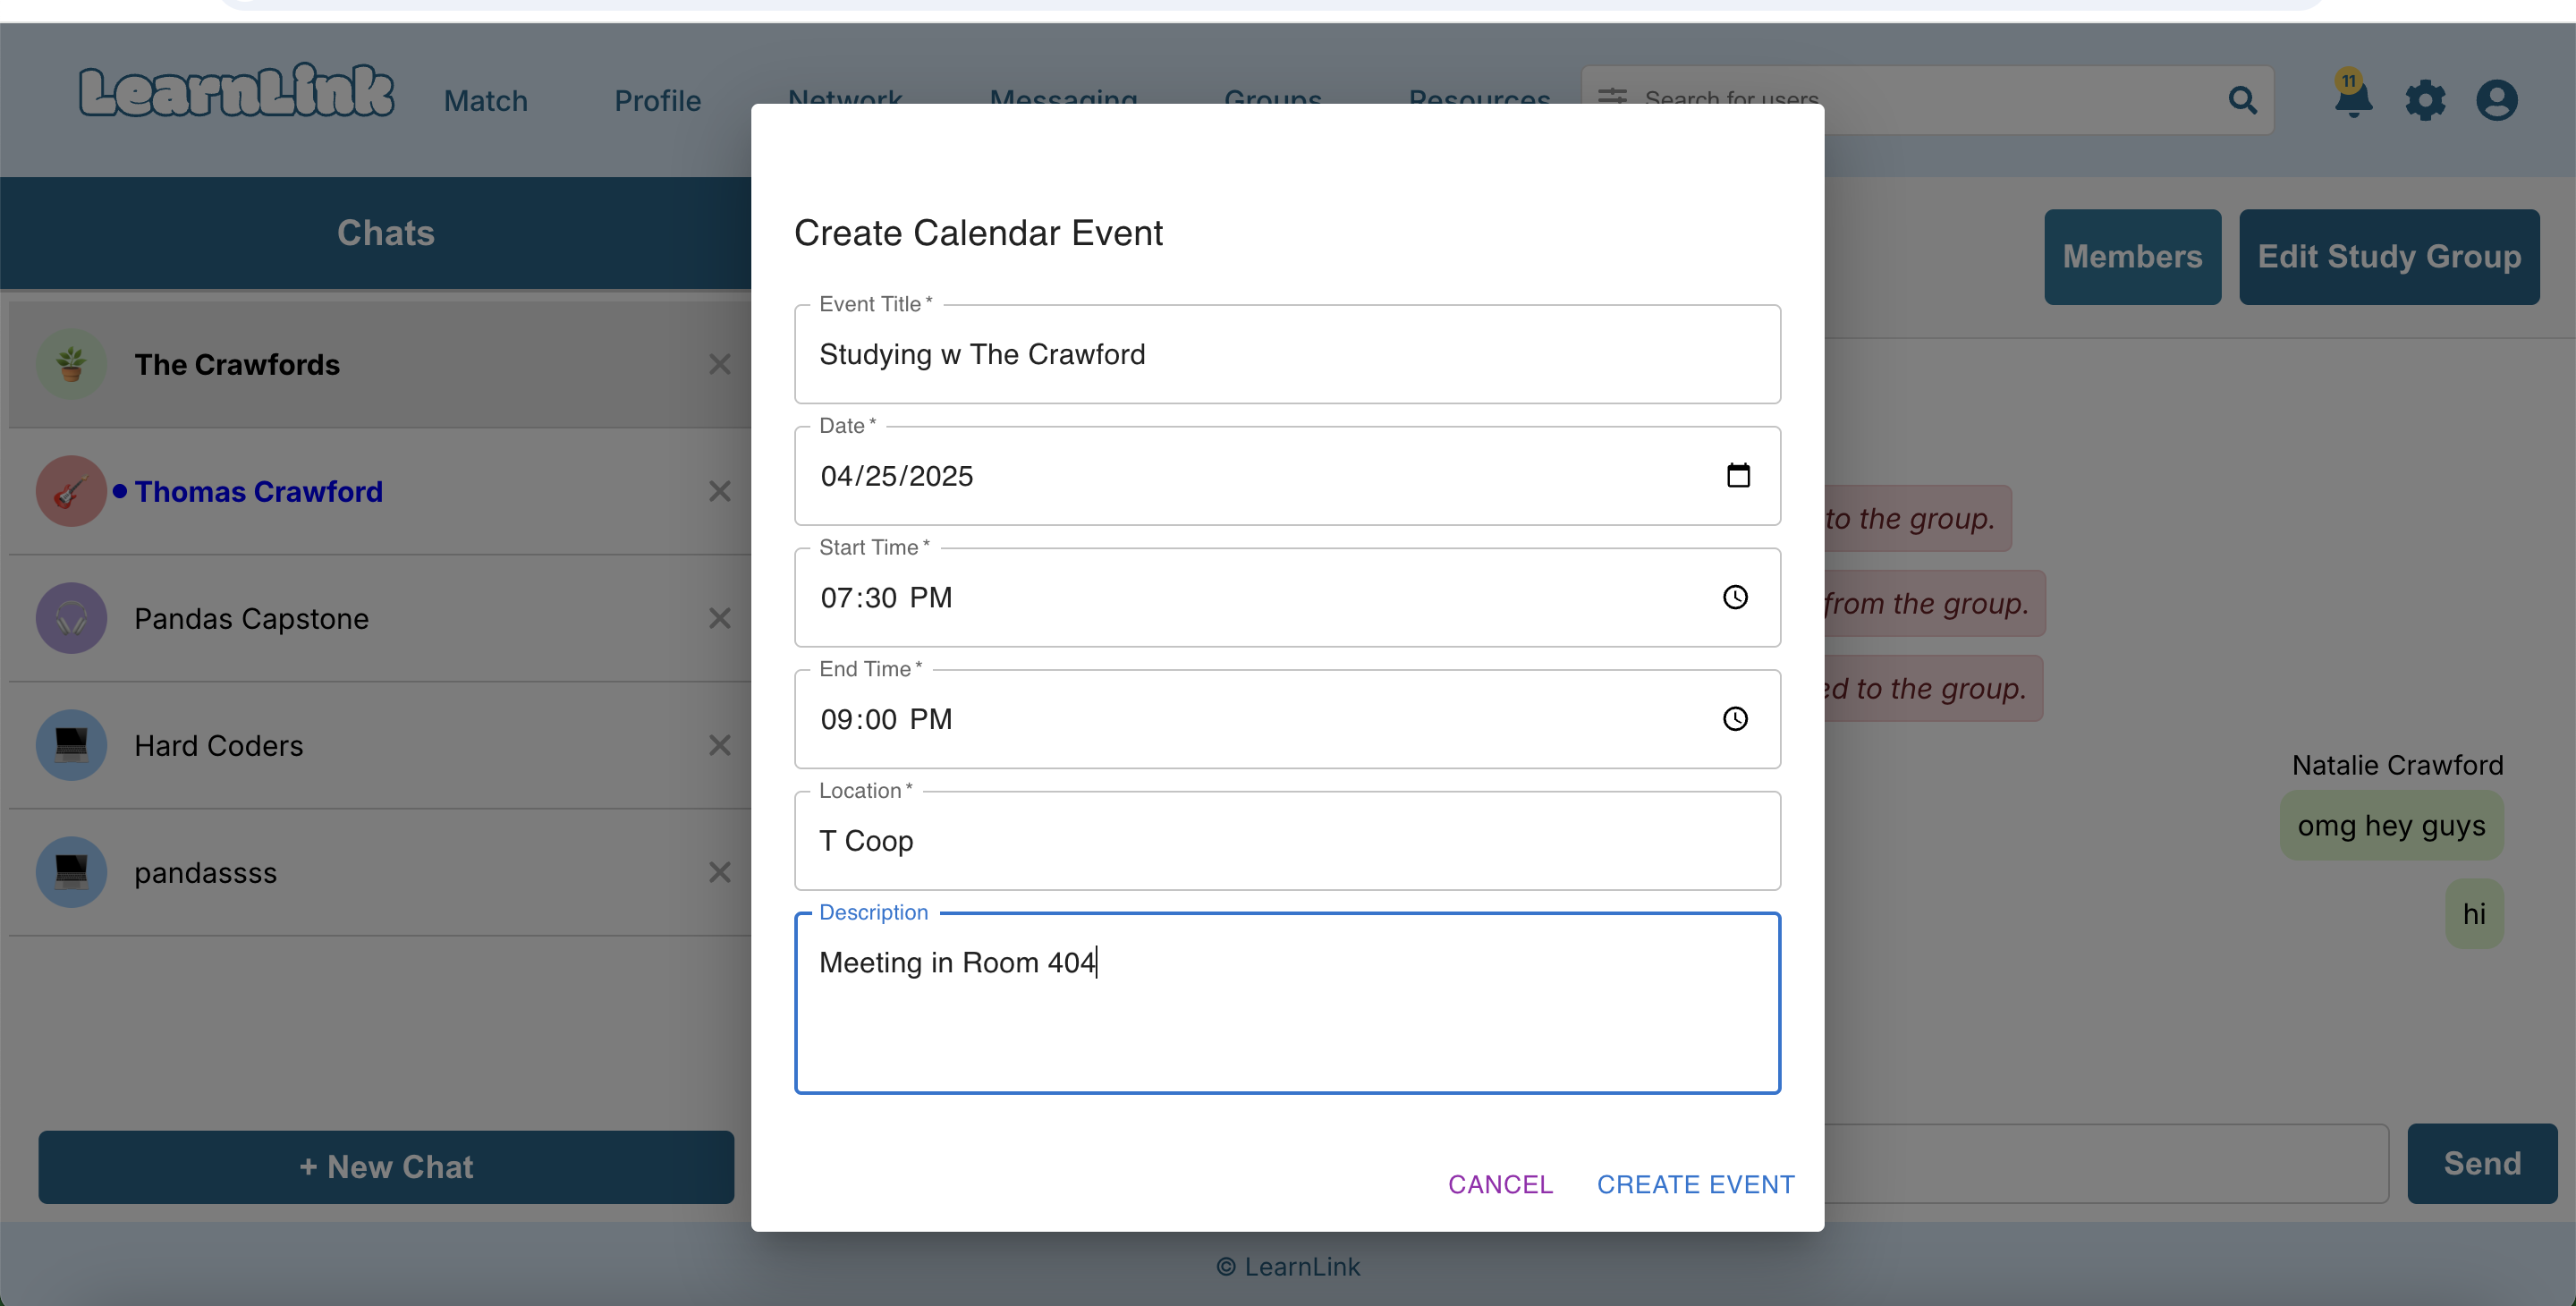 LearnLink
Match
Profile
Network
Messaging
Groups
Resources
Search for users
11
Chats
Members
Edit Study Group
The Crawfords
Thomas Crawford
Pandas Capstone
Hard Coders
pandassss
+ New Chat
Create Calendar Event
Event Title *
Studying w The Crawford
Date *
04/25/2025
Start Time *
07:30 PM
End Time *
09:00 PM
Location *
T Coop
Description
Meeting in Room 404
CANCEL
CREATE EVENT
to the group.
from the group.
to the group.
Natalie Crawford
omg hey guys
hi
Send
© LearnLink